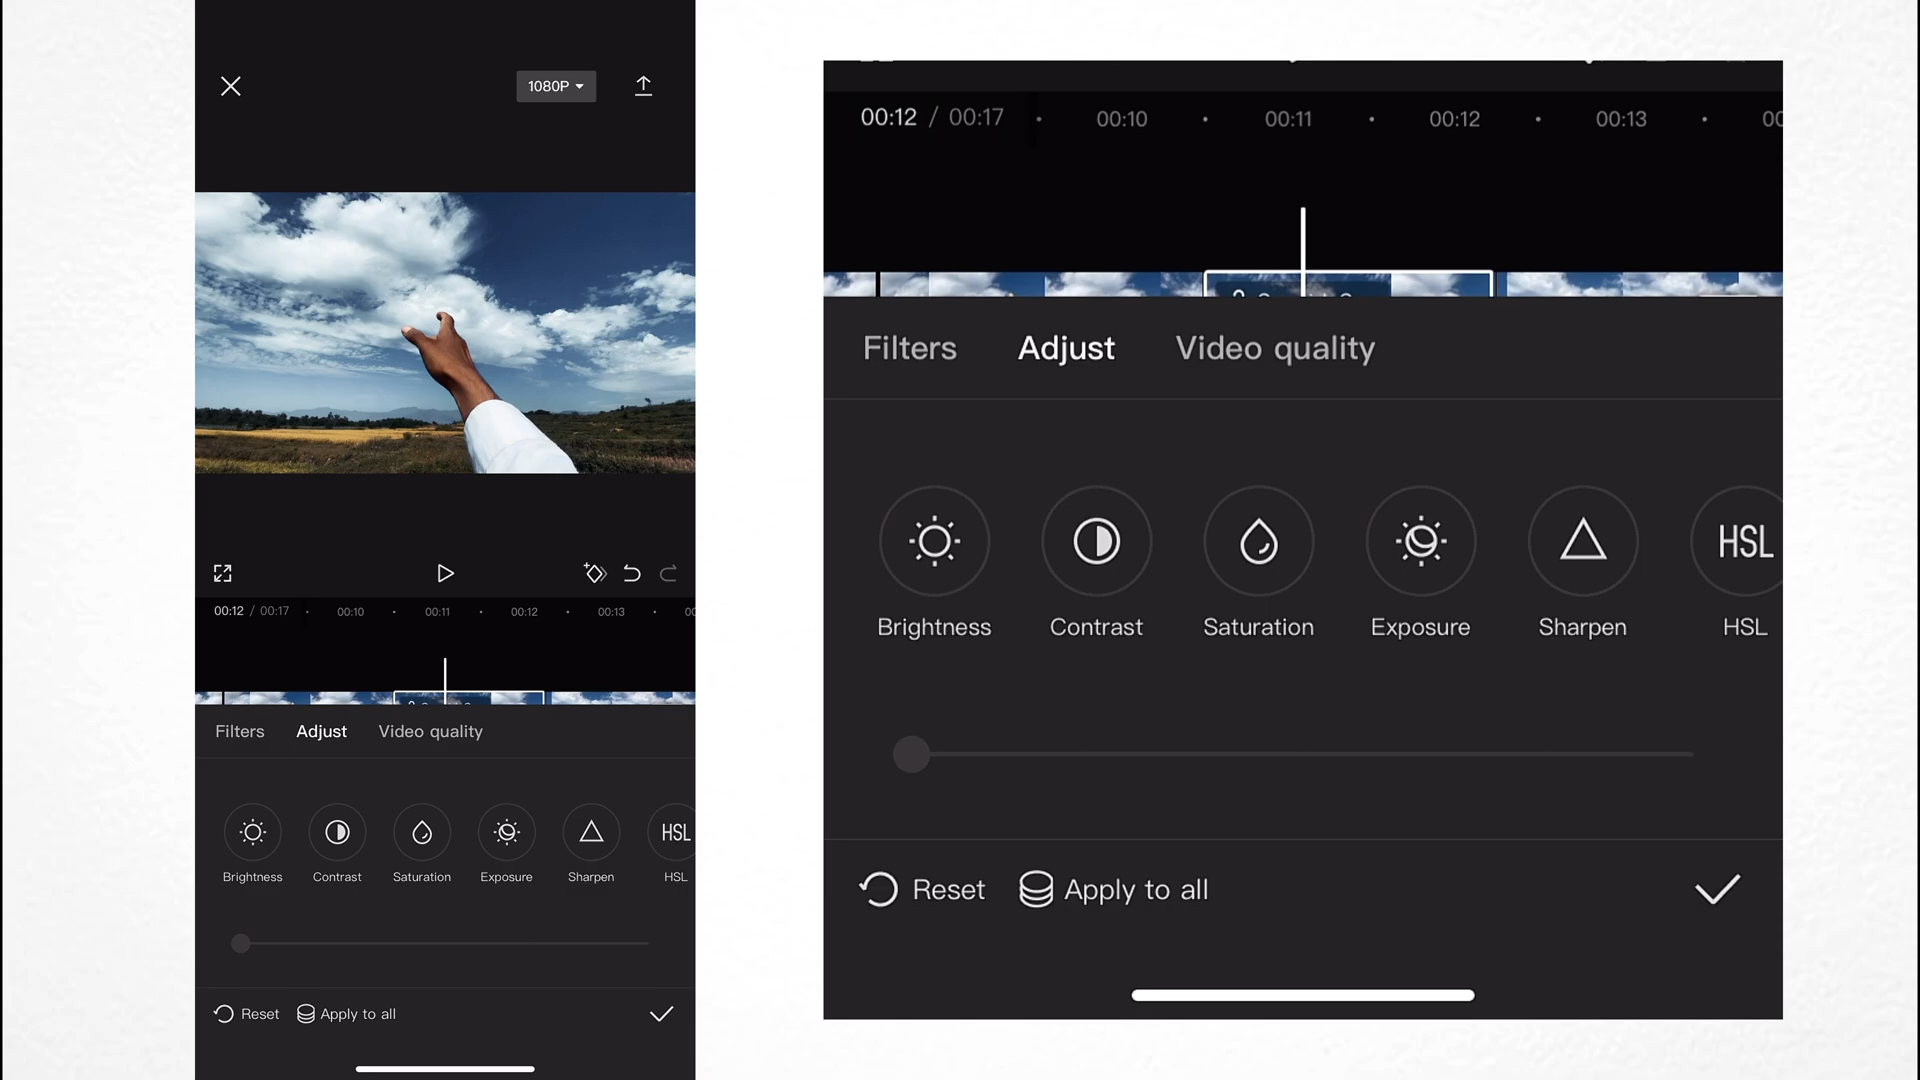 1080P
00:12 / 00:17 00:10 00:11 00:12 00:13
Filters Adjust Video quality
HSL
Brightness Contrast Saturation Exposure Sharpen HSL
Reset Apply to all
00:12 / 00:17 00:10 00:11 00:12 00:13
Filters Adjust Video quality
HSL
Brightness Contrast Saturation Exposure Sharpen HSL
Reset Apply to all